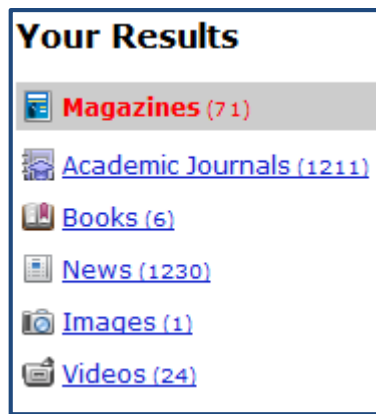 Your Results
Magazines (71)
Academic Journals (1211)
Books (6)
News (1230)
Images (1)
Videos (24)